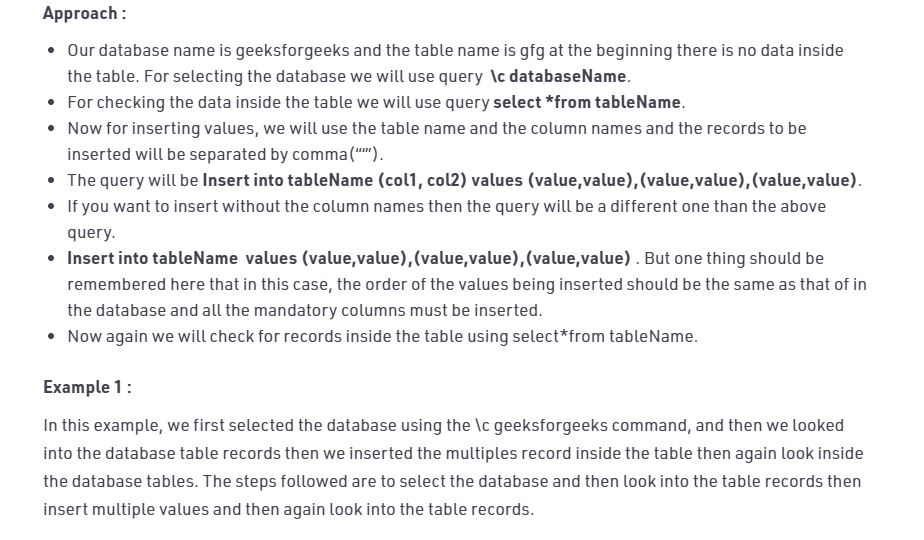 Approach :
• Our database name is geeksforgeeks and the table name is gfg at the beginning there is no data inside
the table. For selecting the database we will use query  \c databaseName.
• For checking the data inside the table we will use query select *from tableName.
• Now for inserting values, we will use the table name and the column names and the records to be
inserted will be separated by comma(“””).
• The query will be Insert into tableName (col1, col2) values (value,value),(value,value),(value,value).
• If you want to insert without the column names then the query will be a different one than the above
query.
• Insert into tableName  values (value,value),(value,value),(value,value) . But one thing should be
remembered here that in this case, the order of the values being inserted should be the same as that of in
the database and all the mandatory columns must be inserted.
• Now again we will check for records inside the table using select*from tableName.
Example 1 :
In this example, we first selected the database using the \c geeksforgeeks command, and then we looked
into the database table records then we inserted the multiples record inside the table then again look inside
the database tables. The steps followed are to select the database and then look into the table records then
insert multiple values and then again look into the table records.